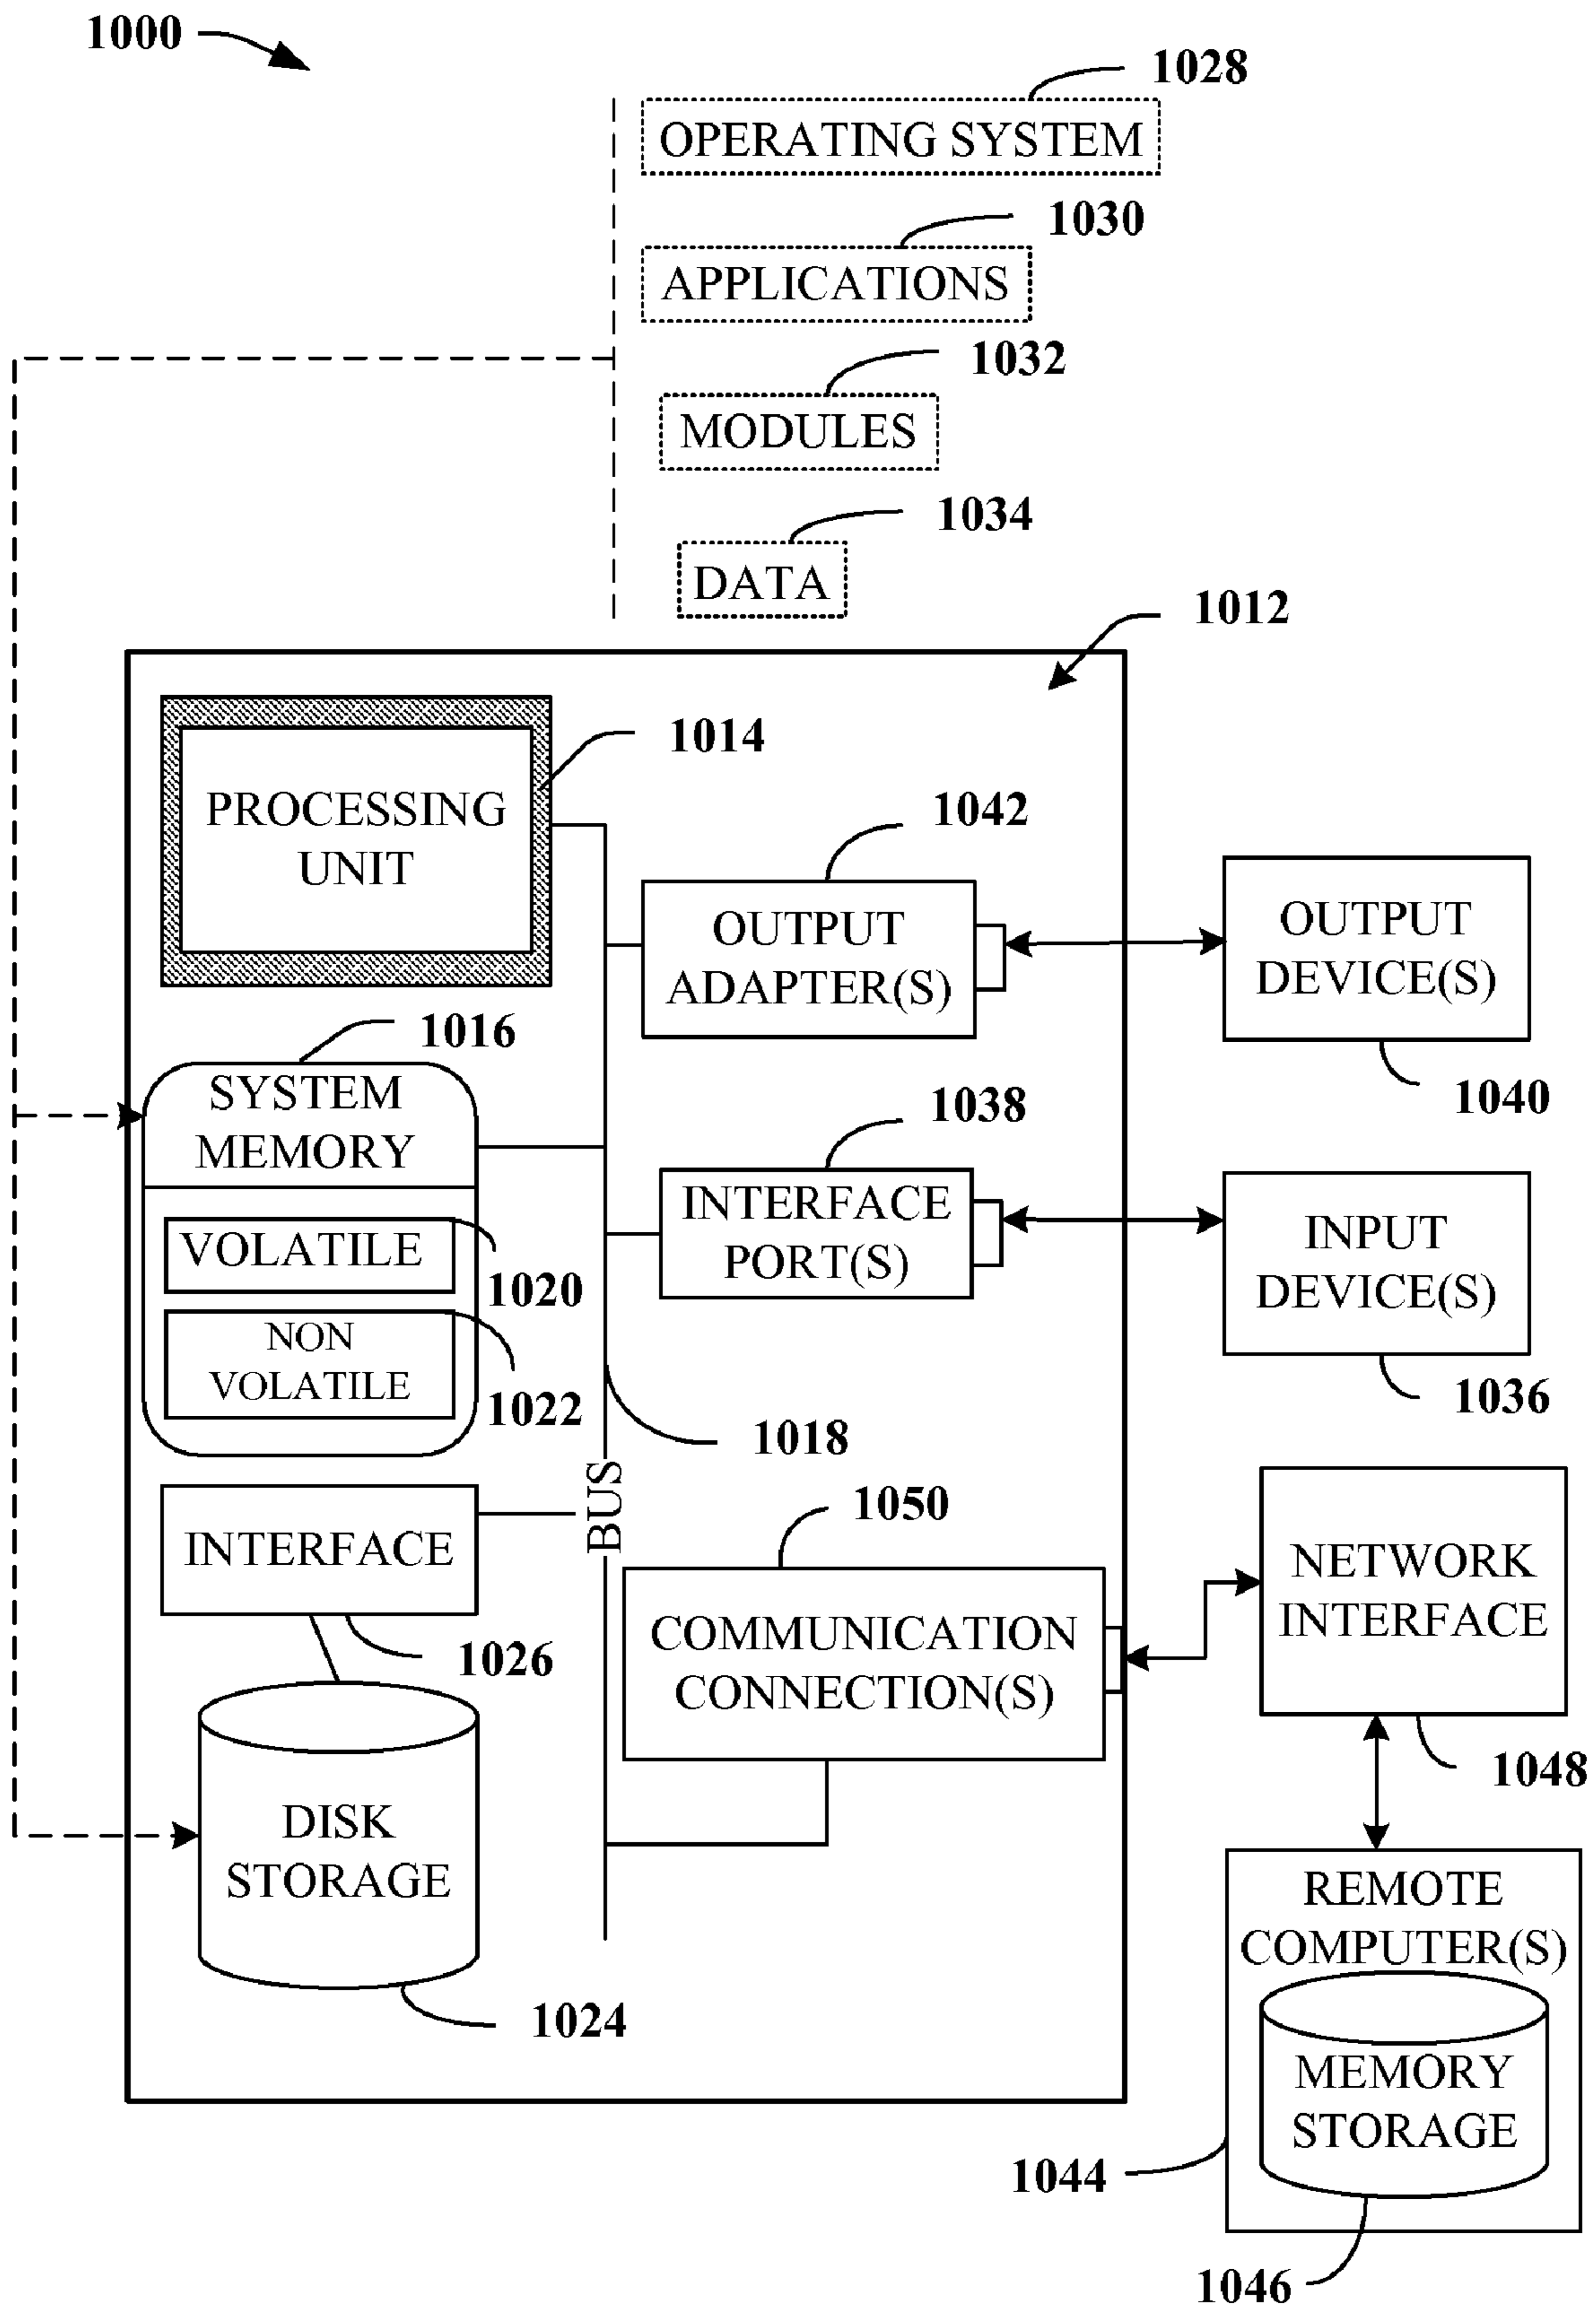 1000
1028
OPERATING SYSTEM
1030
APPLICATIONS
1032
MODULES
1034
DATA
1012
PROCESSING
UNIT
1014
1042
OUTPUT
ADAPTER(S)
OUTPUT
DEVICE(S)
1040
1016
SYSTEM
MEMORY
VOLATILE
1020
NON
VOLATILE
1022
1038
INTERFACE
PORT(S)
INPUT
DEVICE(S)
1036
1018
BUS
INTERFACE
1026
1050
COMMUNICATION
CONNECTION(S)
NETWORK
INTERFACE
1048
DISK
STORAGE
1024
REMOTE
COMPUTER(S)
MEMORY
STORAGE
1044
1046